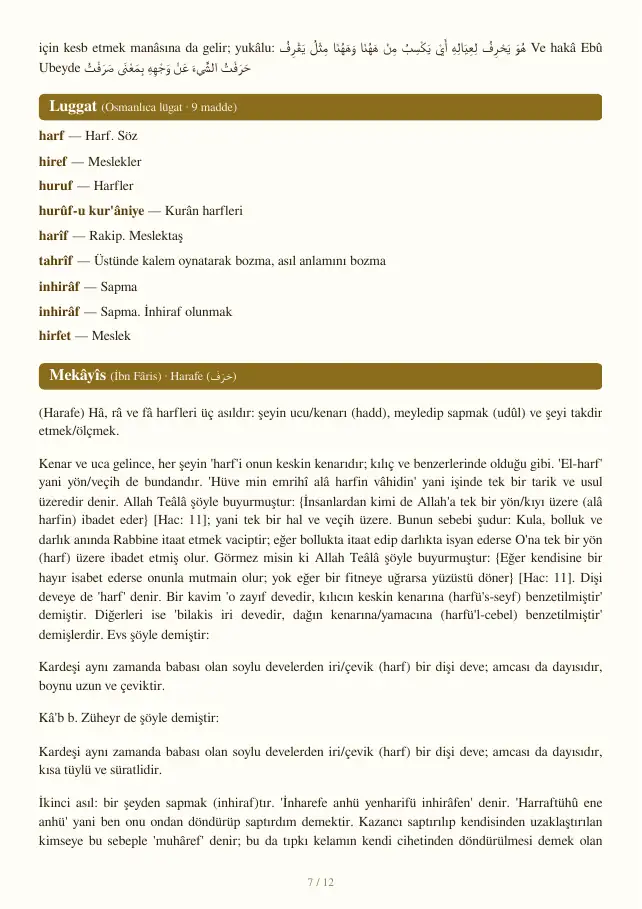 için kesb etmek manâsına da gelir; yukâlu: هُوَ يَحْرِفُ لِعِيَالِهِ أَيْ يَكْسِبُ مِنْ هَهُنَا وَهَهُنَا مِثْلُ يَقْرِفُ Ve hakâ Ebû
Ubeyde حَرَفْتُ الشَّيْءَ عَنْ وَجْهِهِ بِمَعْنَى صَرَفْتُ
Luggat (Osmanlıca lügat · 9 madde)
harf — Harf. Söz
hiref — Meslekler
huruf — Harfler
hurûf-u kur'âniye — Kurân harfleri
harîf — Rakip. Meslektaş
tahrîf — Üstünde kalem oynatarak bozma, asıl anlamını bozma
inhirâf — Sapma
inhirâf — Sapma. İnhiraf olunmak
hirfet — Meslek
Mekâyîs (İbn Fâris) · Harafe (حَرَفَ)
(Harafe) Hâ, râ ve fâ harfleri üç asıldır: şeyin ucu/kenarı (hadd), meyledip sapmak (udûl) ve şeyi takdir
etmek/ölçmek.
Kenar ve uca gelince, her şeyin 'harf'i onun keskin kenarıdır; kılıç ve benzerlerinde olduğu gibi. 'El-harf'
yani yön/veçih de bundandır. 'Hüve min emrihî alâ harfin vâhidin' yani işinde tek bir tarik ve usul
üzeredir denir. Allah Teâlâ şöyle buyurmuştur: {İnsanlardan kimi de Allah'a tek bir yön/kıyı üzere (alâ
harfin) ibadet eder} [Hac: 11]; yani tek bir hal ve veçih üzere. Bunun sebebi şudur: Kula, bolluk ve
darlık anında Rabbine itaat etmek vaciptir; eğer bollukta itaat edip darlıkta isyan ederse O'na tek bir yön
(harf) üzere ibadet etmiş olur. Görmez misin ki Allah Teâlâ şöyle buyurmuştur: {Eğer kendisine bir
hayır isabet ederse onunla mutmain olur; yok eğer bir fitneye uğrarsa yüzüstü döner} [Hac: 11]. Dişi
deveye de 'harf' denir. Bir kavim 'o zayıf devedir, kılıcın keskin kenarına (harfü's-seyf) benzetilmiştir'
demiştir. Diğerleri ise 'bilakis iri devedir, dağın kenarına/yamacına (harfü'l-cebel) benzetilmiştir'
demişlerdir. Evs şöyle demiştir:
Kardeşi aynı zamanda babası olan soylu develerden iri/çevik (harf) bir dişi deve; amcası da dayısıdır,
boynu uzun ve çeviktir.
Kâ'b b. Züheyr de şöyle demiştir:
Kardeşi aynı zamanda babası olan soylu develerden iri/çevik (harf) bir dişi deve; amcası da dayısıdır,
kısa tüylü ve süratlidir.
İkinci asıl: bir şeyden sapmak (inhiraf)tır. 'İnharefe anhü yenharifü inhirâfen' denir. 'Harraftühû ene
anhü' yani ben onu ondan döndürüp saptırdım demektir. Kazancı saptırılıp kendisinden uzaklaştırılan
kimseye bu sebeple 'muhâref' denir; bu da tıpkı kelamın kendi cihetinden döndürülmesi demek olan
7 / 12